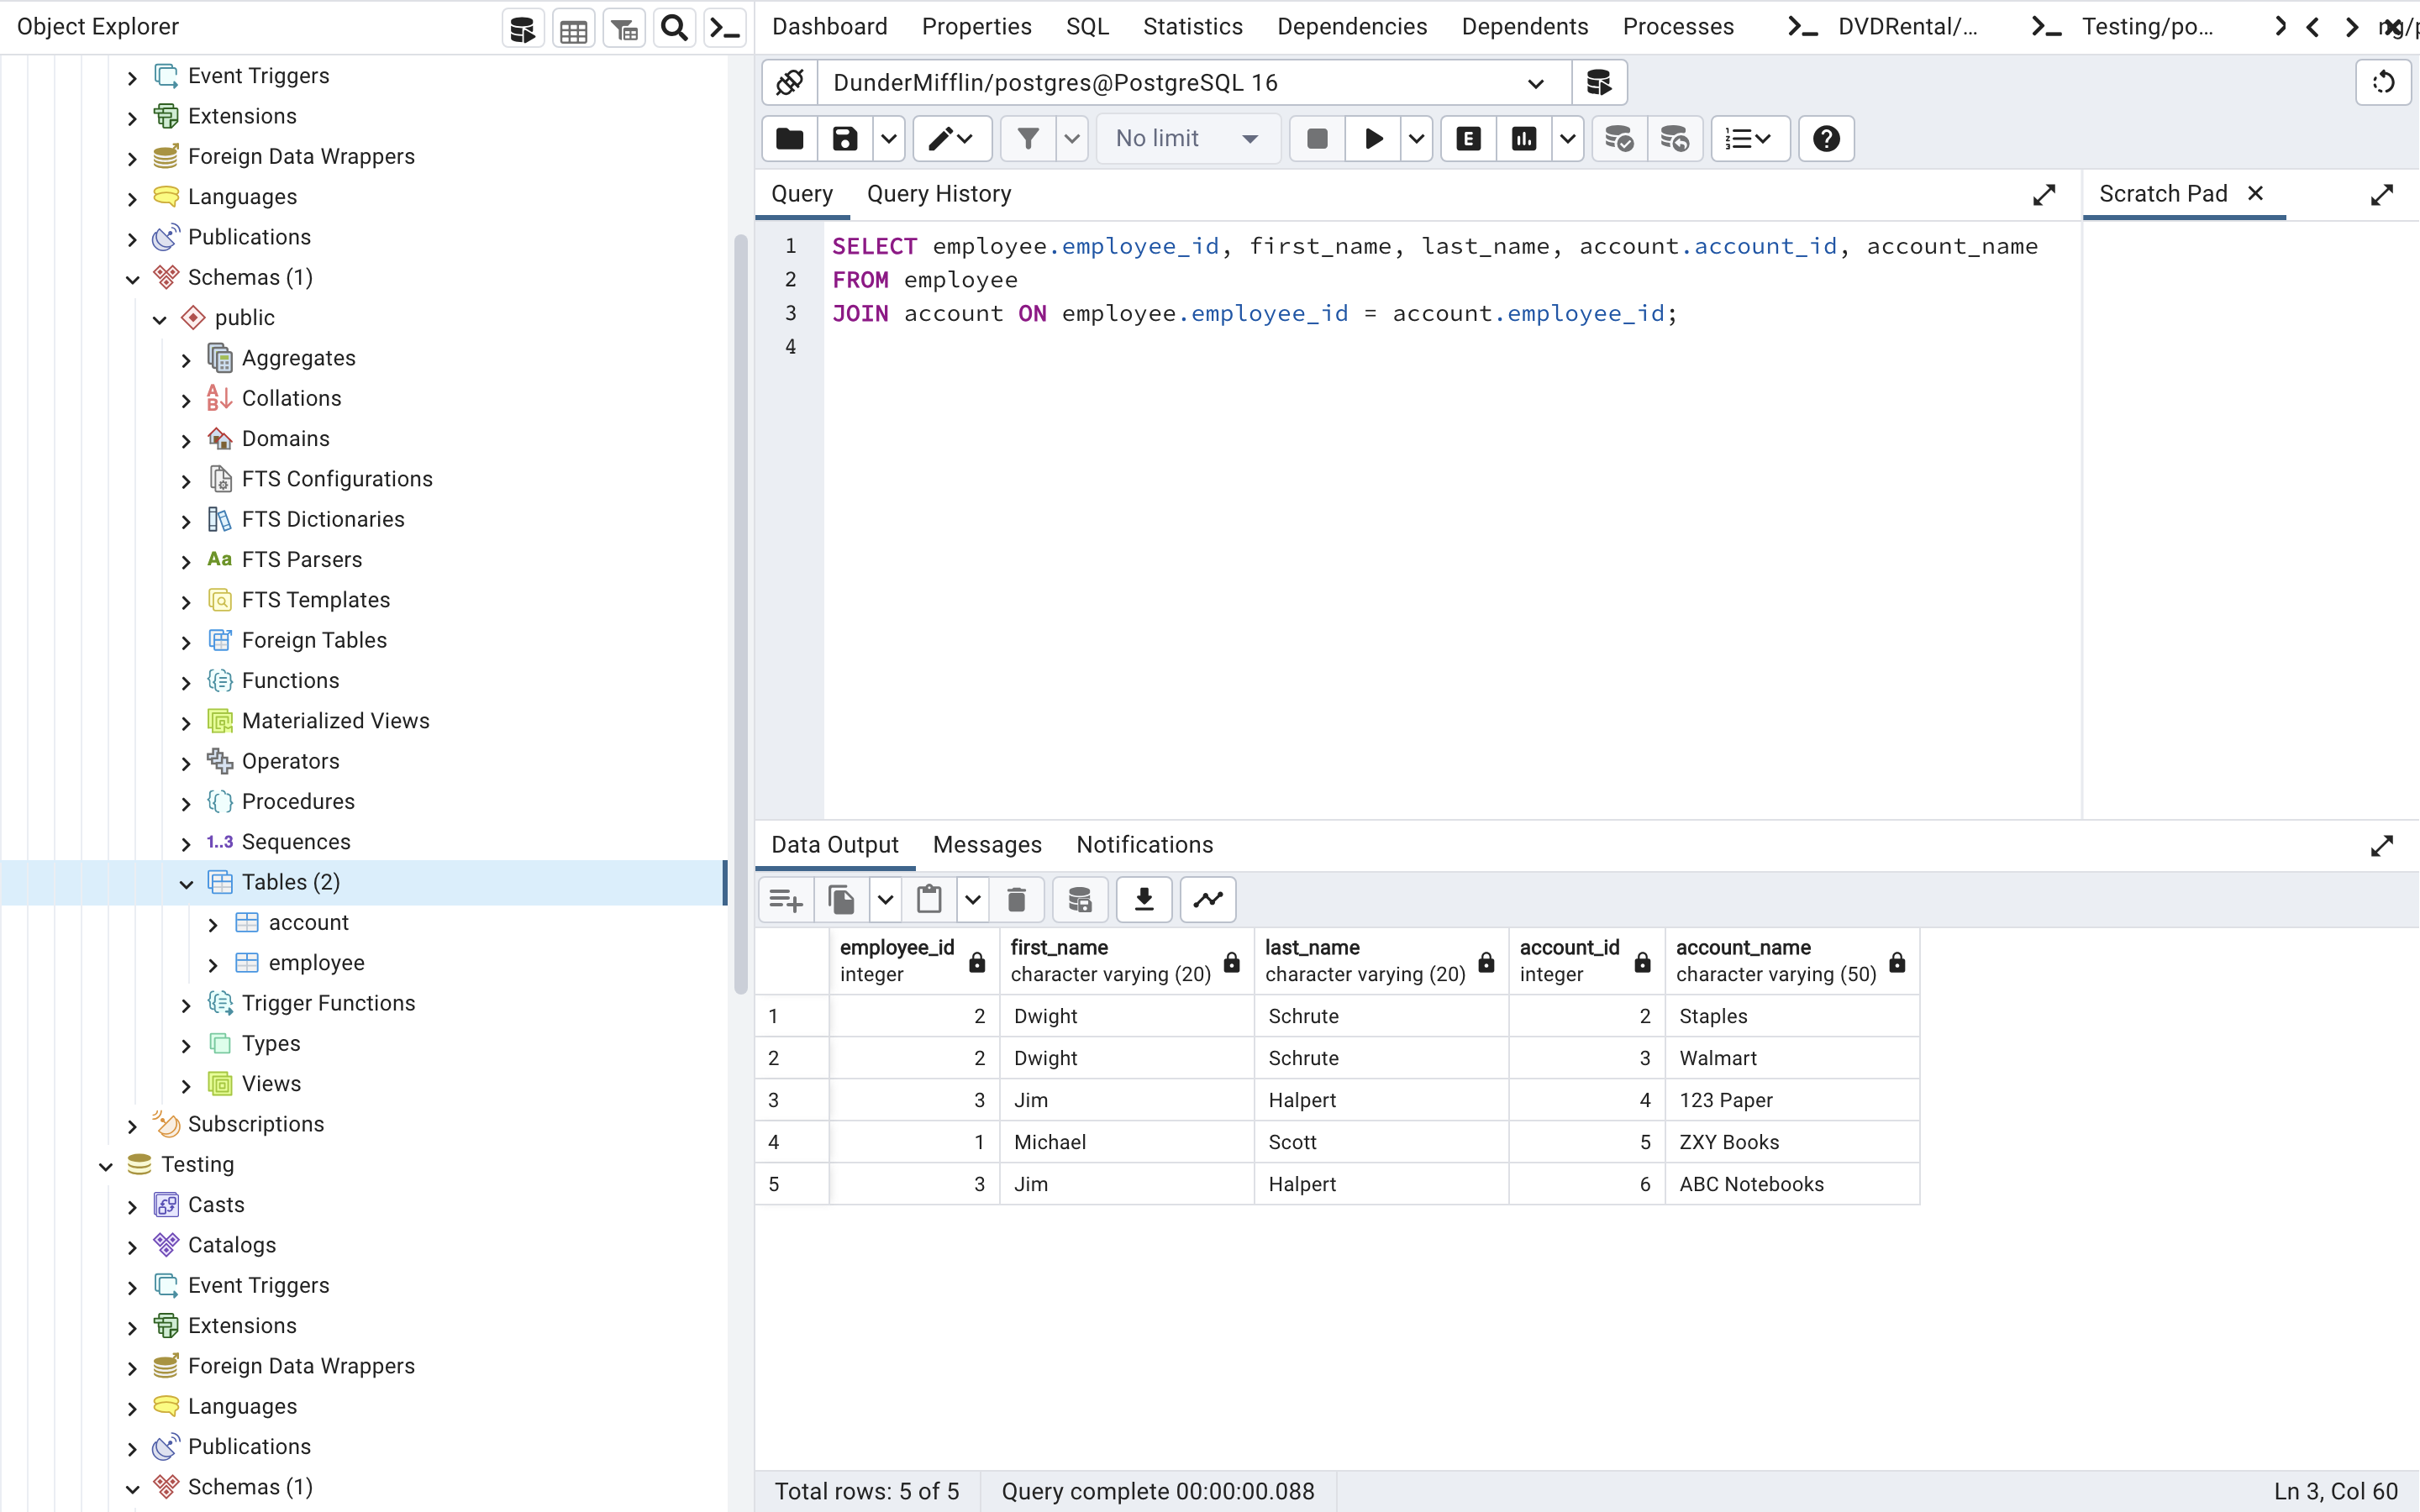 Object Explorer
Dashboard Properties SQL Statistics Dependencies Dependents Processes DVDRental/... Testing/po...
DunderMifflin/postgres@PostgreSQL 16
No limit
Query Query History
Scratch Pad
1 SELECT employee.employee_id, first_name, last_name, account.account_id, account_name
2 FROM employee
3 JOIN account ON employee.employee_id = account.employee_id;
4
Event Triggers
Extensions
Foreign Data Wrappers
Languages
Publications
Schemas (1)
public
Aggregates
Collations
Domains
FTS Configurations
FTS Dictionaries
Aa FTS Parsers
FTS Templates
Foreign Tables
Functions
Materialized Views
Operators
Procedures
1..3 Sequences
Tables (2)
account
employee
Trigger Functions
Types
Views
Subscriptions
Testing
Casts
Catalogs
Event Triggers
Extensions
Foreign Data Wrappers
Languages
Publications
Schemas (1)
Data Output Messages Notifications
employee_id first_name last_name account_id account_name
integer character varying (20) character varying (20) integer character varying (50)
1 2 Dwight Schrute 2 Staples
2 2 Dwight Schrute 3 Walmart
3 3 Jim Halpert 4 123 Paper
4 1 Michael Scott 5 ZXY Books
5 3 Jim Halpert 6 ABC Notebooks
Total rows: 5 of 5 Query complete 00:00:00.088 Ln 3, Col 60